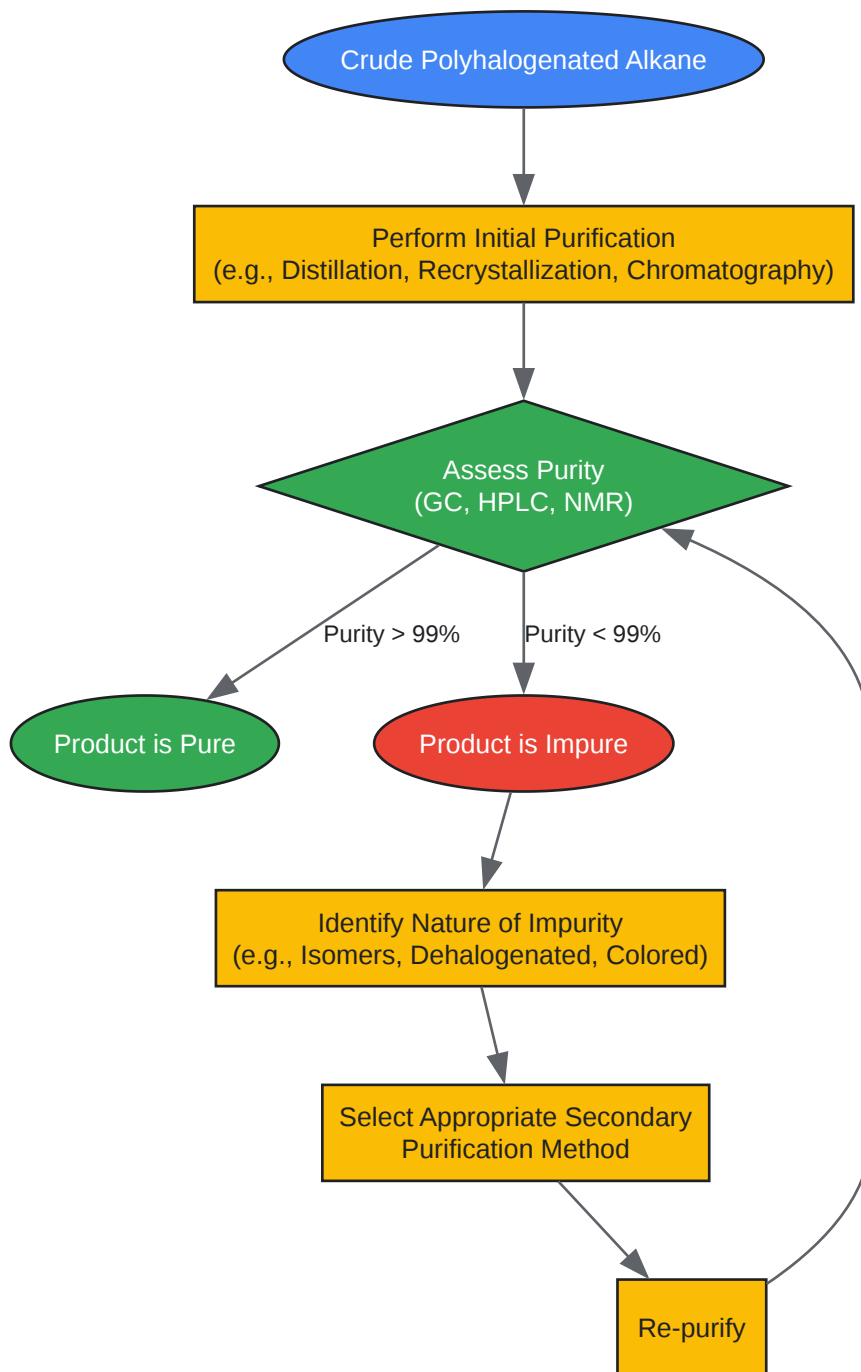 Crude Polyhalogenated Alkane
Perform Initial Purification
(e.g., Distillation, Recrystallization, Chromatography)
Assess Purity
(GC, HPLC, NMR)
Purity > 99%
Purity < 99%
Product is Pure
Product is Impure
Identify Nature of Impurity
(e.g., Isomers, Dehalogenated, Colored)
Select Appropriate Secondary
Purification Method
Re-purify